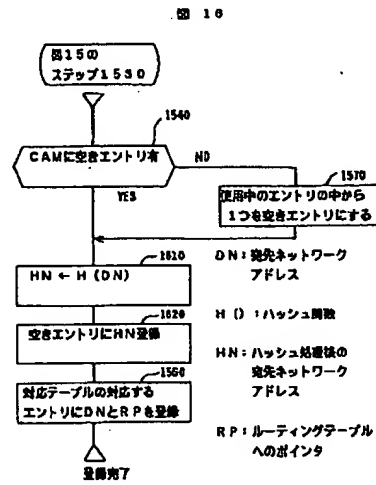 図 16
図15の
ステップ1530
1540
CAMに空きエントリ有
NO
YES
1570
使用中のエントリの中から
1つを空きエントリにする
1610
HN ← H (DN)
1620
空きエントリにHN登録
1560
対応テーブルの対応する
エントリにDNとRPを登録
登録完了
DN：宛先ネットワーク
アドレス
H ()：ハッシュ関数
HN：ハッシュ処理後の
宛先ネットワーク
アドレス
RP：ルーティングテーブル
へのポインタ